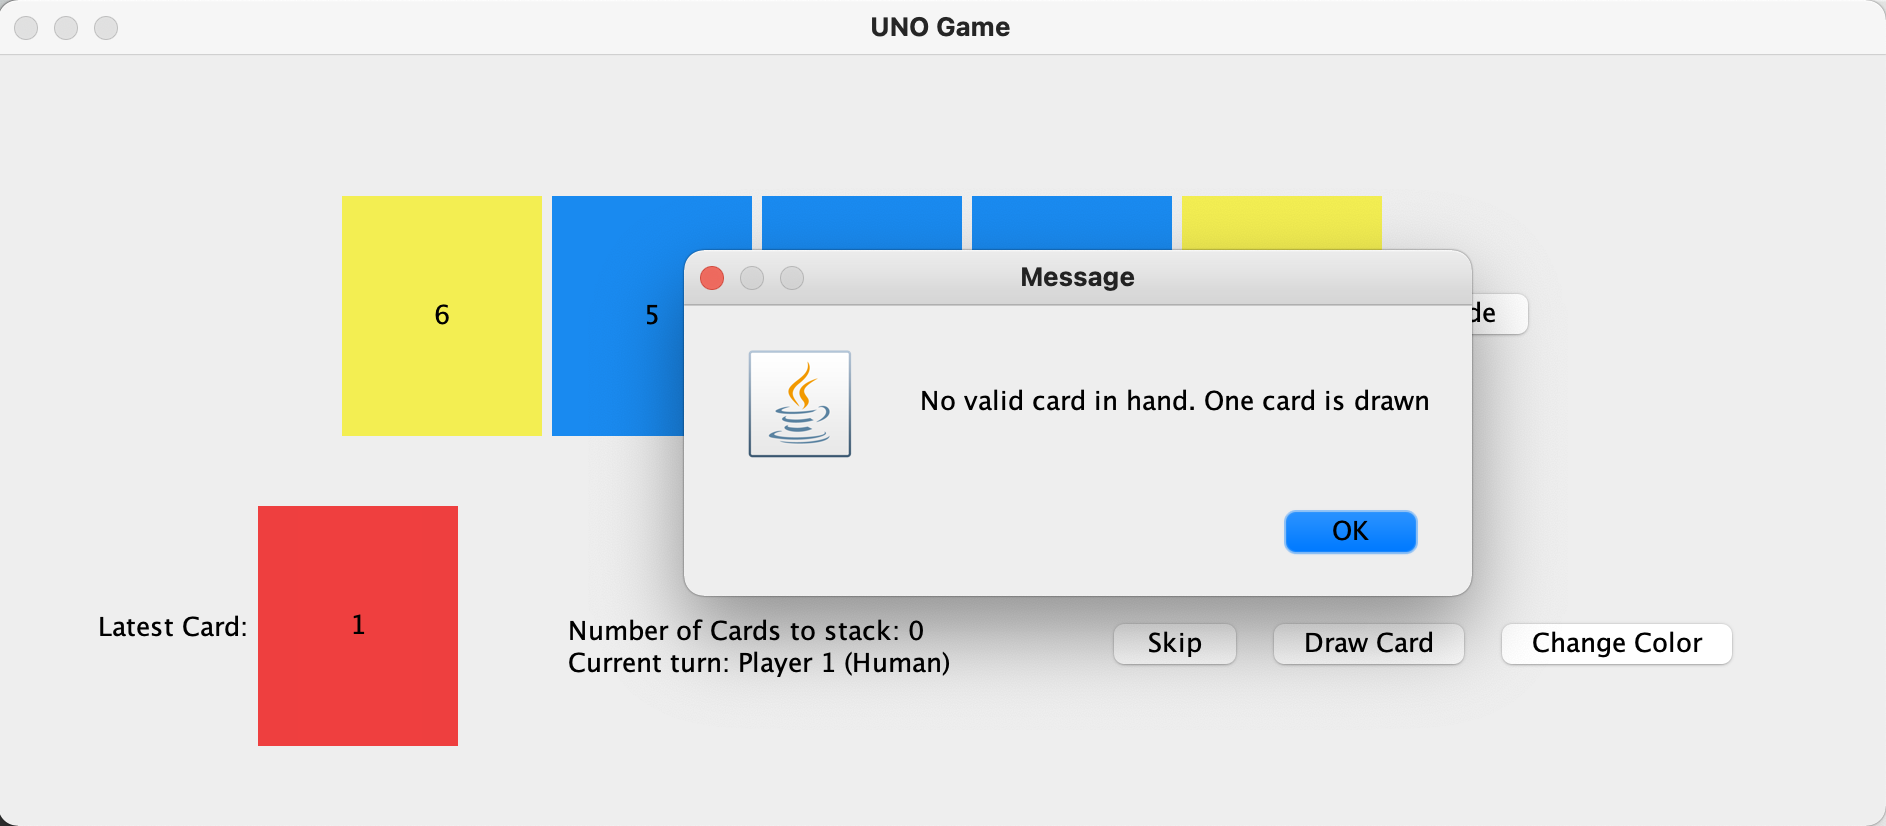 UNO Game
6
5
Message
No valid card in hand. One card is drawn
OK
Latest Card:
1
Number of Cards to stack: 0
Current turn: Player 1 (Human)
Skip
Draw Card
Change Color